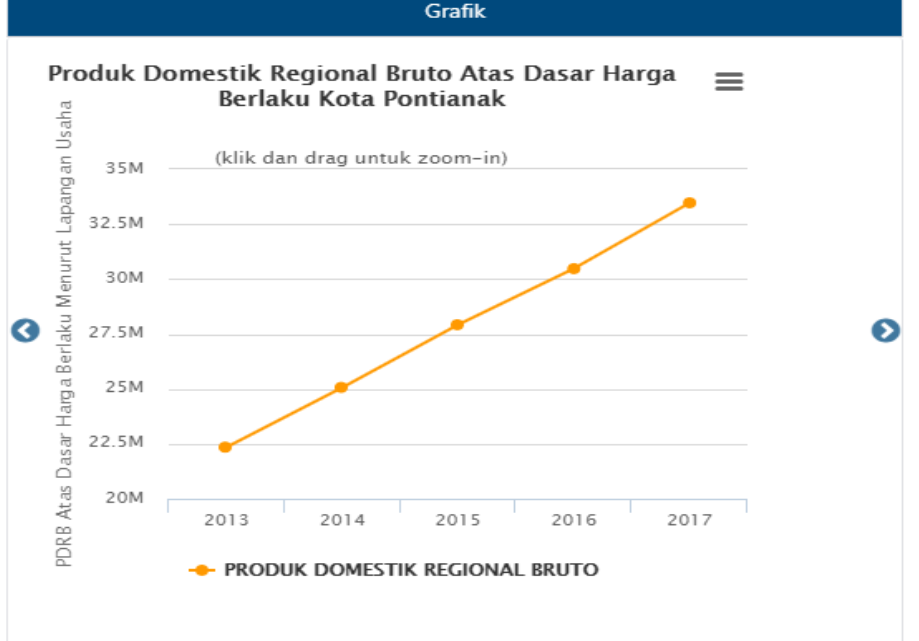 Grafik
Produk Domestik Regional Bruto Atas Dasar Harga
Berlaku Kota Pontianak
(klik dan drag untuk zoom-in)
PDRB Atas Dasar Harga Berlaku Menurut Lapangan Usaha
35M
32.5M
30M
27.5M
25M
22.5M
20M
2013 2014 2015 2016 2017
PRODUK DOMESTIK REGIONAL BRUTO